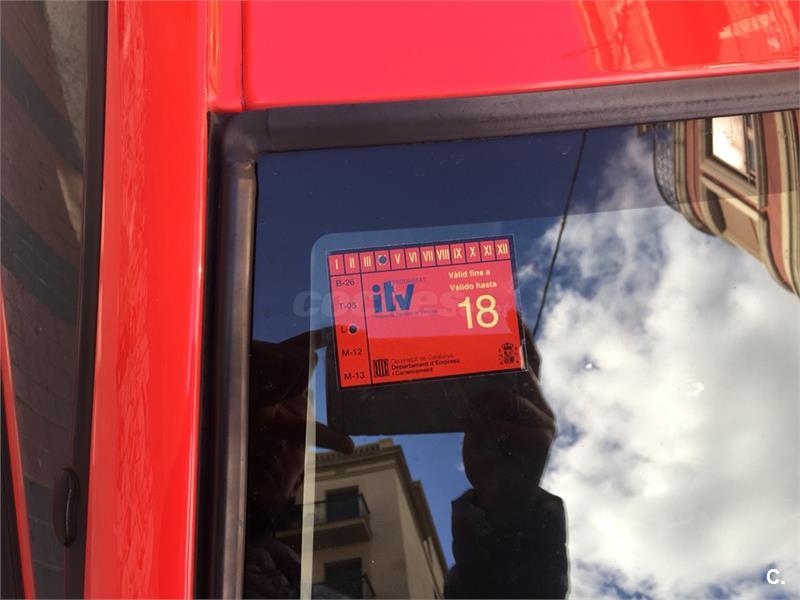 I II III V VI VII VIII IX X XI XII
B-26
T-05
L-
M-12
M-13
itv
Vàlid fins a
Válido hasta
18
Generalitat de Catalunya
Departament d'Empresa
i Coneixement
C.